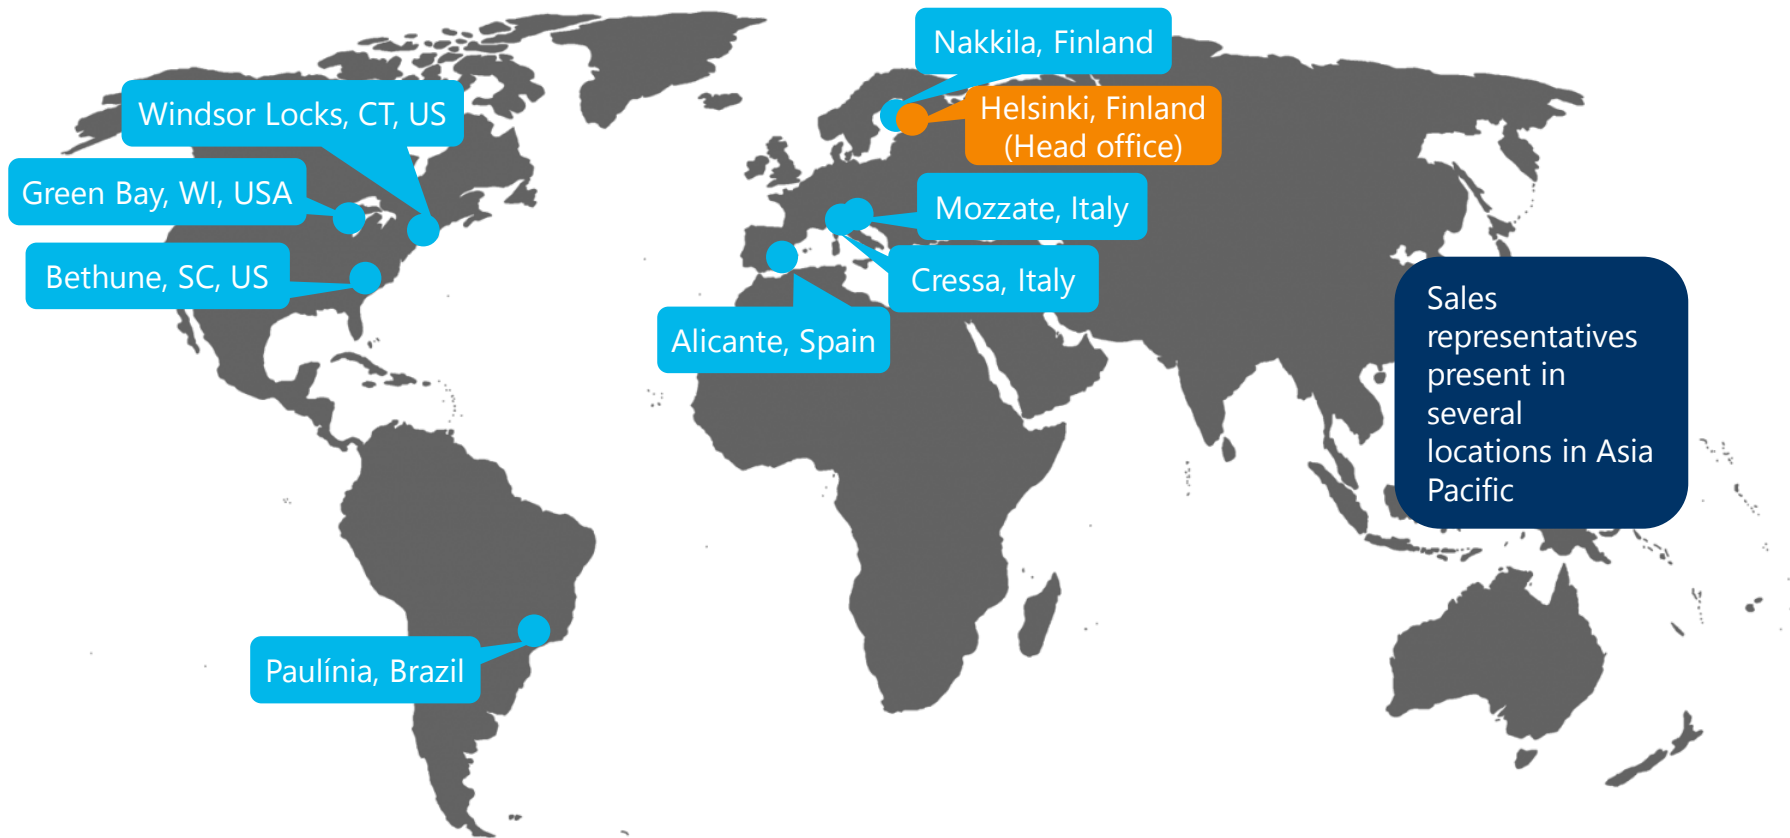 Nakkila, Finland
Windsor Locks, CT, US
Helsinki, Finland
(Head office)
Green Bay, WI, USA
Mozzate, Italy
Bethune, SC, US
Cressa, Italy
Alicante, Spain
Sales
representatives
present in
several
locations in Asia
Pacific
Paulínia, Brazil